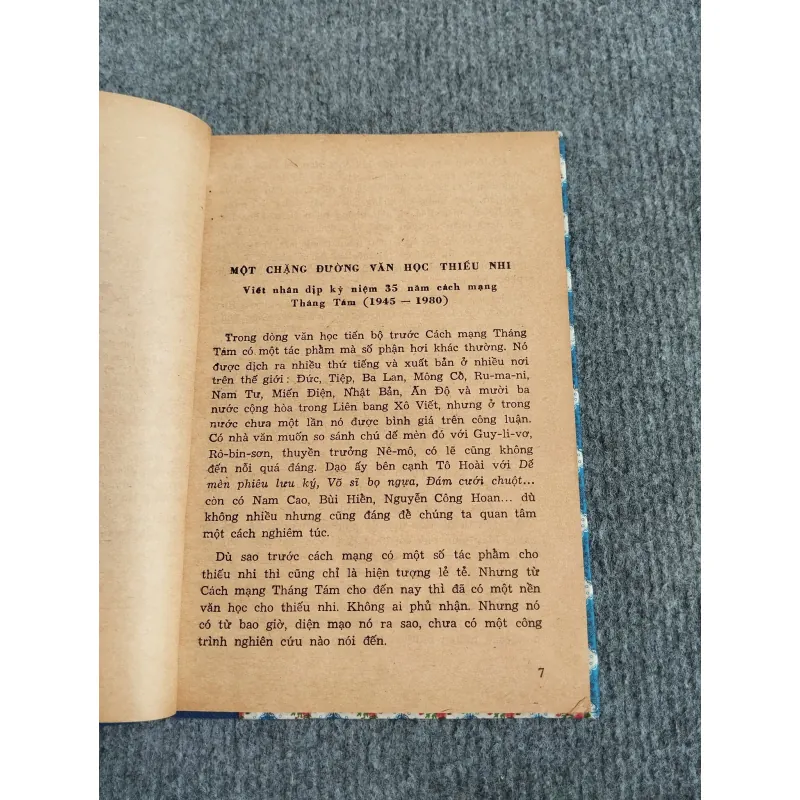 MỘT CHẶNG ĐƯỜNG VĂN HỌC THIẾU NHI
Viết nhân dịp kỷ niệm 35 năm cách mạng
Tháng Tám (1945 — 1980)
Trong dòng văn học tiến bộ trước Cách mạng Tháng
Tám có một tác phẩm mà số phận hơi khác thường. Nó
được dịch ra nhiều thứ tiếng và xuất bản ở nhiều nơi
trên thế giới : Đức, Tiệp, Ba Lan, Mông Cổ, Ru-ma-ni,
Nam Tư, Miến Điện, Nhật Bản, Ấn Độ và mười ba
nước cộng hòa trong Liên bang Xô Viết, nhưng ở trong
nước chưa một lần nó được bình giá trên công luận.
Có nhà văn muốn so sánh chú dế mèn đó với Guy-li-vơ,
Rô-bin-sơn, thuyền trưởng Nê-mô, có lẽ cũng không
đến nỗi quá đáng. Dạo ấy bên cạnh Tô Hoài với Dế
mèn phiêu lưu ký, Võ sĩ bọ ngựa, Đám cưới chuột...
còn có Nam Cao, Bùi Hiển, Nguyễn Công Hoan... dù
không nhiều nhưng cũng đáng để chúng ta quan tâm
một cách nghiêm túc.
Dù sao trước cách mạng có một số tác phẩm cho
thiếu nhi thì cũng chỉ là hiện tượng lẻ tẻ. Nhưng từ
Cách mạng Tháng Tám cho đến nay thì đã có một nền
văn học cho thiếu nhi. Không ai phủ nhận. Nhưng nó
có từ bao giờ, diện mạo nó ra sao, chưa có một công
trình nghiên cứu nào nói đến.
7